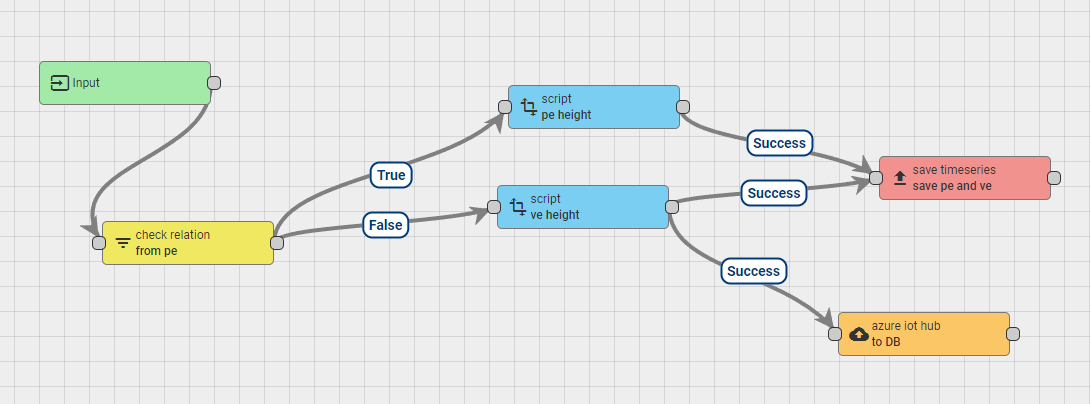 Input
script
pe height
Success
save timeseries
save pe and ve
True
script
ve height
Success
False
check relation
from pe
Success
azure iot hub
to DB